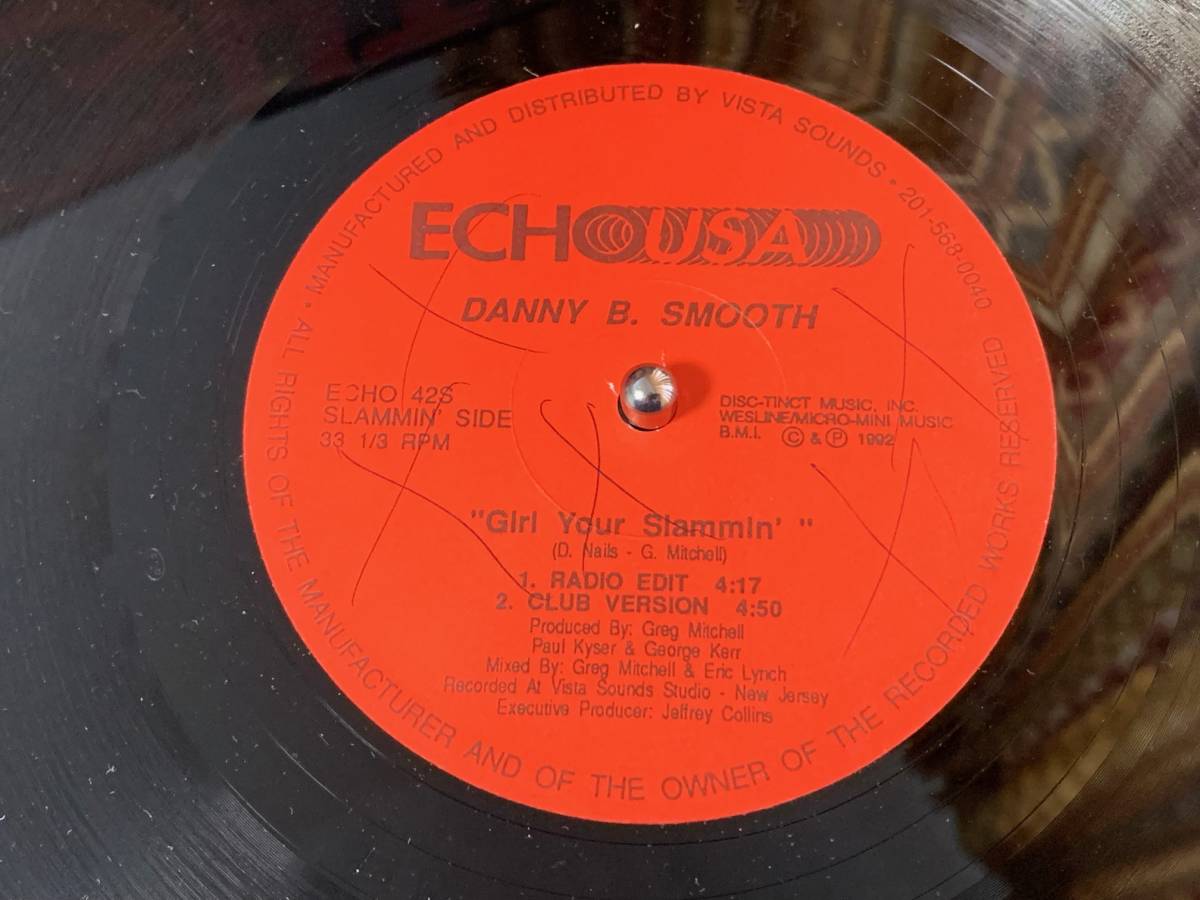 • MANUFACTURED AND DISTRIBUTED BY VISTA SOUNDS • 201-568-0040
ECHO USA
DANNY B. SMOOTH
ECHO 42S
SLAMMIN' SIDE
33 1/3 RPM
DISC-TINCT MUSIC, INC.
WESLINE/MICRO-MINI MUSIC
B.M.I. © & ℗ 1992
"Girl Your Slammin' "
(D. Nails - G. Mitchell)
1. RADIO EDIT 4:17
2. CLUB VERSION 4:50
Produced By: Greg Mitchell
Paul Kyser & George Kerr
Mixed By: Greg Mitchell & Eric Lynch
Recorded At Vista Sounds Studio - New Jersey
Executive Producer: Jeffrey Collins
ALL RIGHTS OF THE MANUFACTURER AND OF THE OWNER OF THE RECORDED WORKS RESERVED